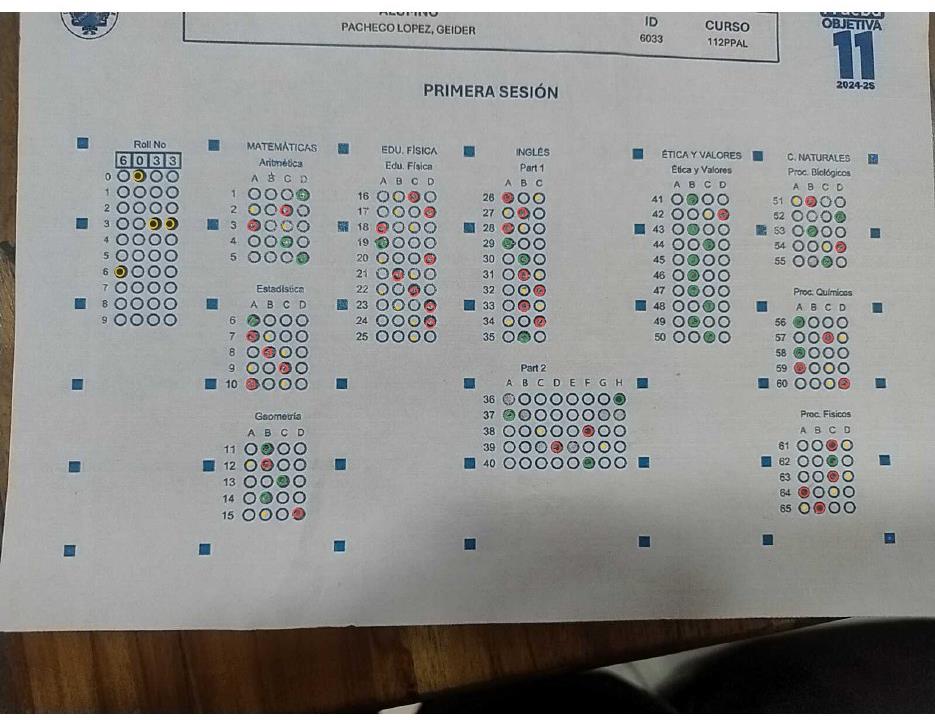 ALUMNO
PACHECO LOPEZ, GEIDER
ID
6033
CURSO
112PPAL
Prueba
OBJETIVA
11
2024-2S
PRIMERA SESIÓN
Roll No
6 0 3 3
0
1
2
3
4
5
6
7
8
9
MATEMÁTICAS
Aritmética
A B C D
1
2
3
4
5
Estadística
A B C D
6
7
8
9
10
Geometría
A B C D
11
12
13
14
15
EDU. FÍSICA
Edu. Física
A B C D
16
17
18
19
20
21
22
23
24
25
INGLÉS
Part 1
A B C
26
27
28
29
30
31
32
33
34
35
Part 2
A B C D E F G H
36
37
38
39
40
ÉTICA Y VALORES
Ética y Valores
A B C D
41
42
43
44
45
46
47
48
49
50
C. NATURALES
Proc. Biológicos
A B C D
51
52
53
54
55
Proc. Químicos
A B C D
56
57
58
59
60
Proc. Físicos
A B C D
61
62
63
64
65